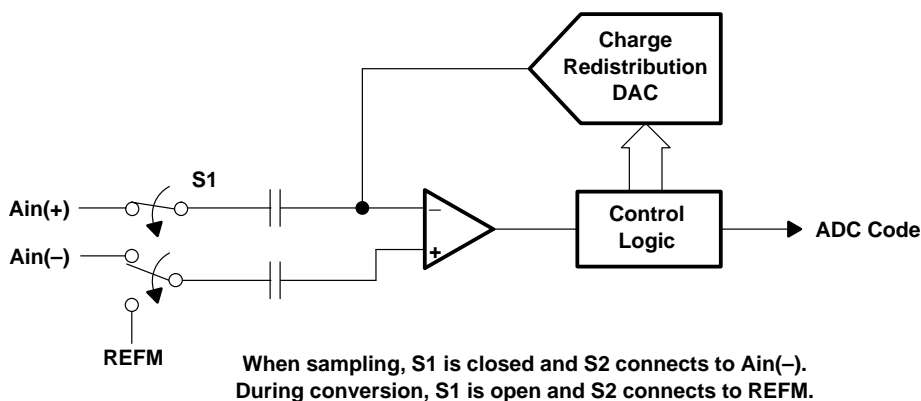 Charge
Redistribution
DAC
S1
Ain(+)
−
Control
Logic
ADC Code
Ain(−)
+
REFM
When sampling, S1 is closed and S2 connects to Ain(−).
During conversion, S1 is open and S2 connects to REFM.